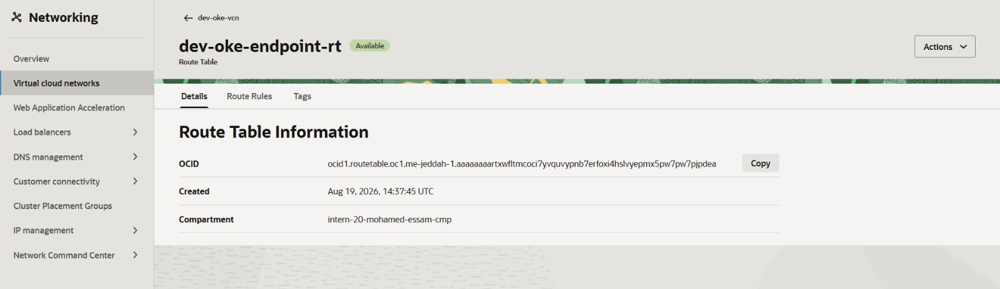 Networking
Overview
Virtual cloud networks
Web Application Acceleration
Load balancers
DNS management
Customer connectivity
Cluster Placement Groups
IP management
Network Command Center
dev-oke-vcn
dev-oke-endpoint-rt Available
Route Table
Actions
Details Route Rules Tags
Route Table Information
OCID ocid1.routetable.oc1.me-jeddah-1.aaaaaaaartxwfltmcoci7yvquvypnb7erfoxi4hslvyepmx5pw7pw7pjpdea Copy
Created Aug 19, 2026, 14:37:45 UTC
Compartment intern-20-mohamed-essam-cmp